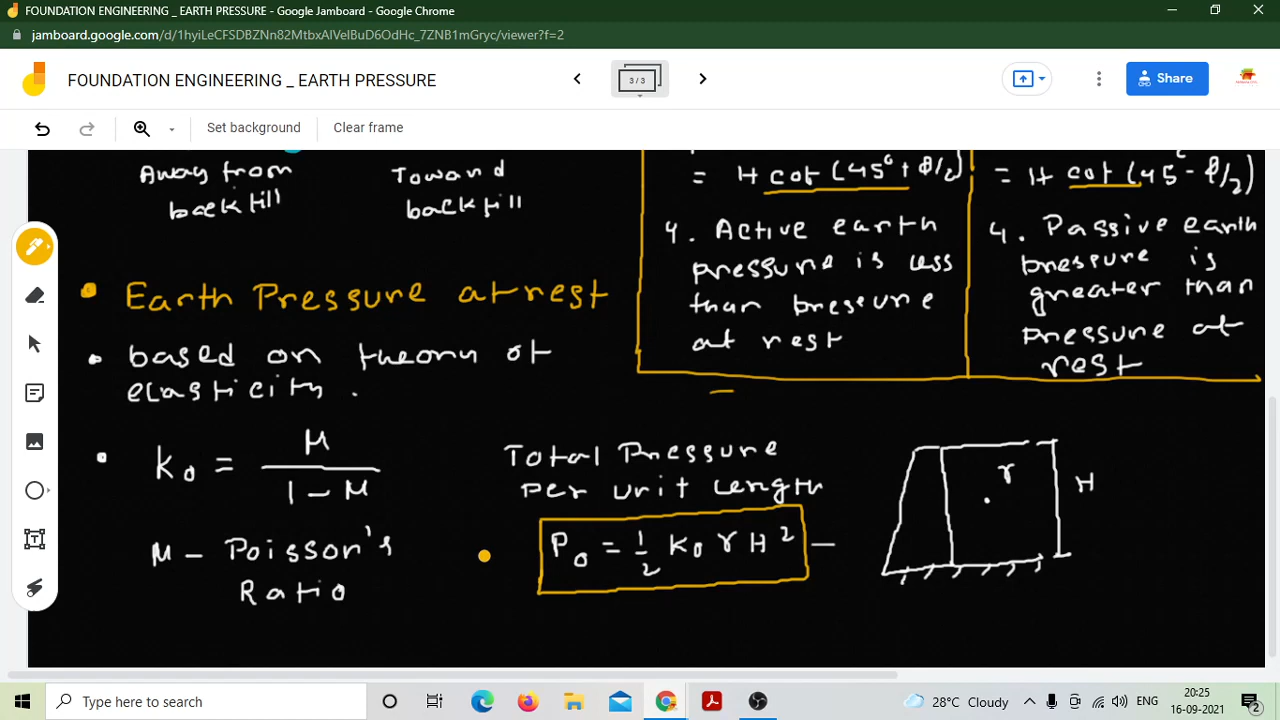 FOUNDATION ENGINEERING _ EARTH PRESSURE - Google Jamboard - Google Chrome
jamboard.google.com/d/1hyiLeCFSDBZNn82MtbxAIVelBuD6OdHc_7ZNB1mGryc/viewer?f=2
FOUNDATION ENGINEERING _ EARTH PRESSURE
3 / 3
Share
Set background
Clear frame
Away from
backfill
Toward
backfill
= H cot (45° + ϕ/2)
4. Active earth
pressure is less
than pressure
at rest
= H cot (45° - ϕ/2)
4. Passive earth
pressure is
greater than
pressure at
rest
• Earth Pressure at rest
• based on theory of
elasticity.
• K₀ = μ / 1 - μ
μ - Poisson's
Ratio
Total Pressure
Per unit length
• P₀ = 1/2 K₀ γ H² —
γ
H
Type here to search
28°C Cloudy
ENG
20:25
16-09-2021
2